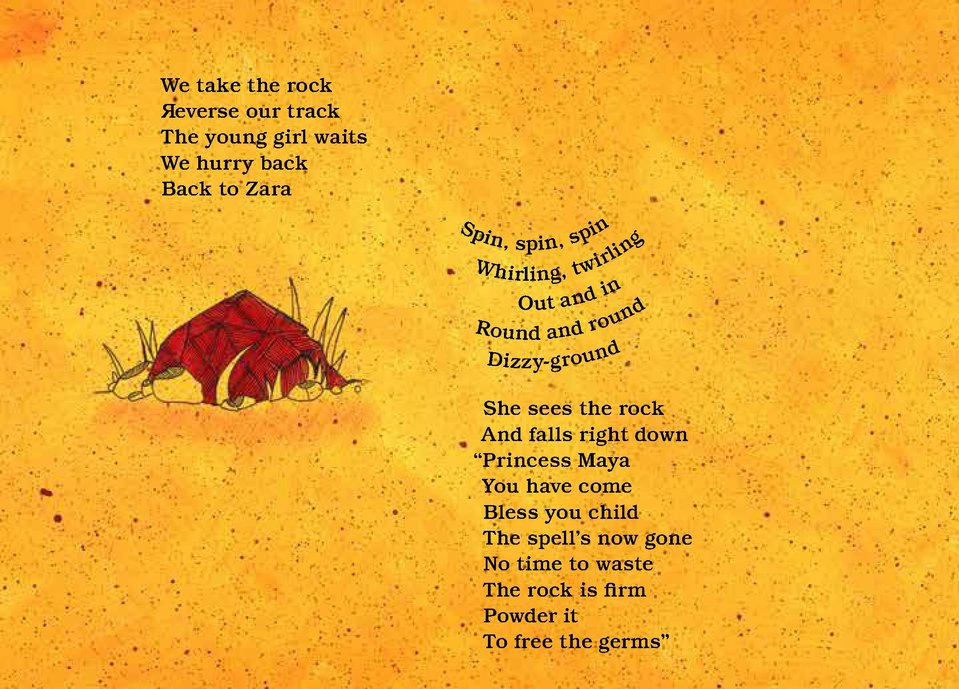 We take the rock
Яeverse our track
The young girl waits
We hurry back
Back to Zara
Spin, spin, spin
Whirling, twirling
Out and in
Round and round
Dizzy-ground
She sees the rock
And falls right down
“Princess Maya
You have come
Bless you child
The spell’s now gone
No time to waste
The rock is firm
Powder it
To free the germs”